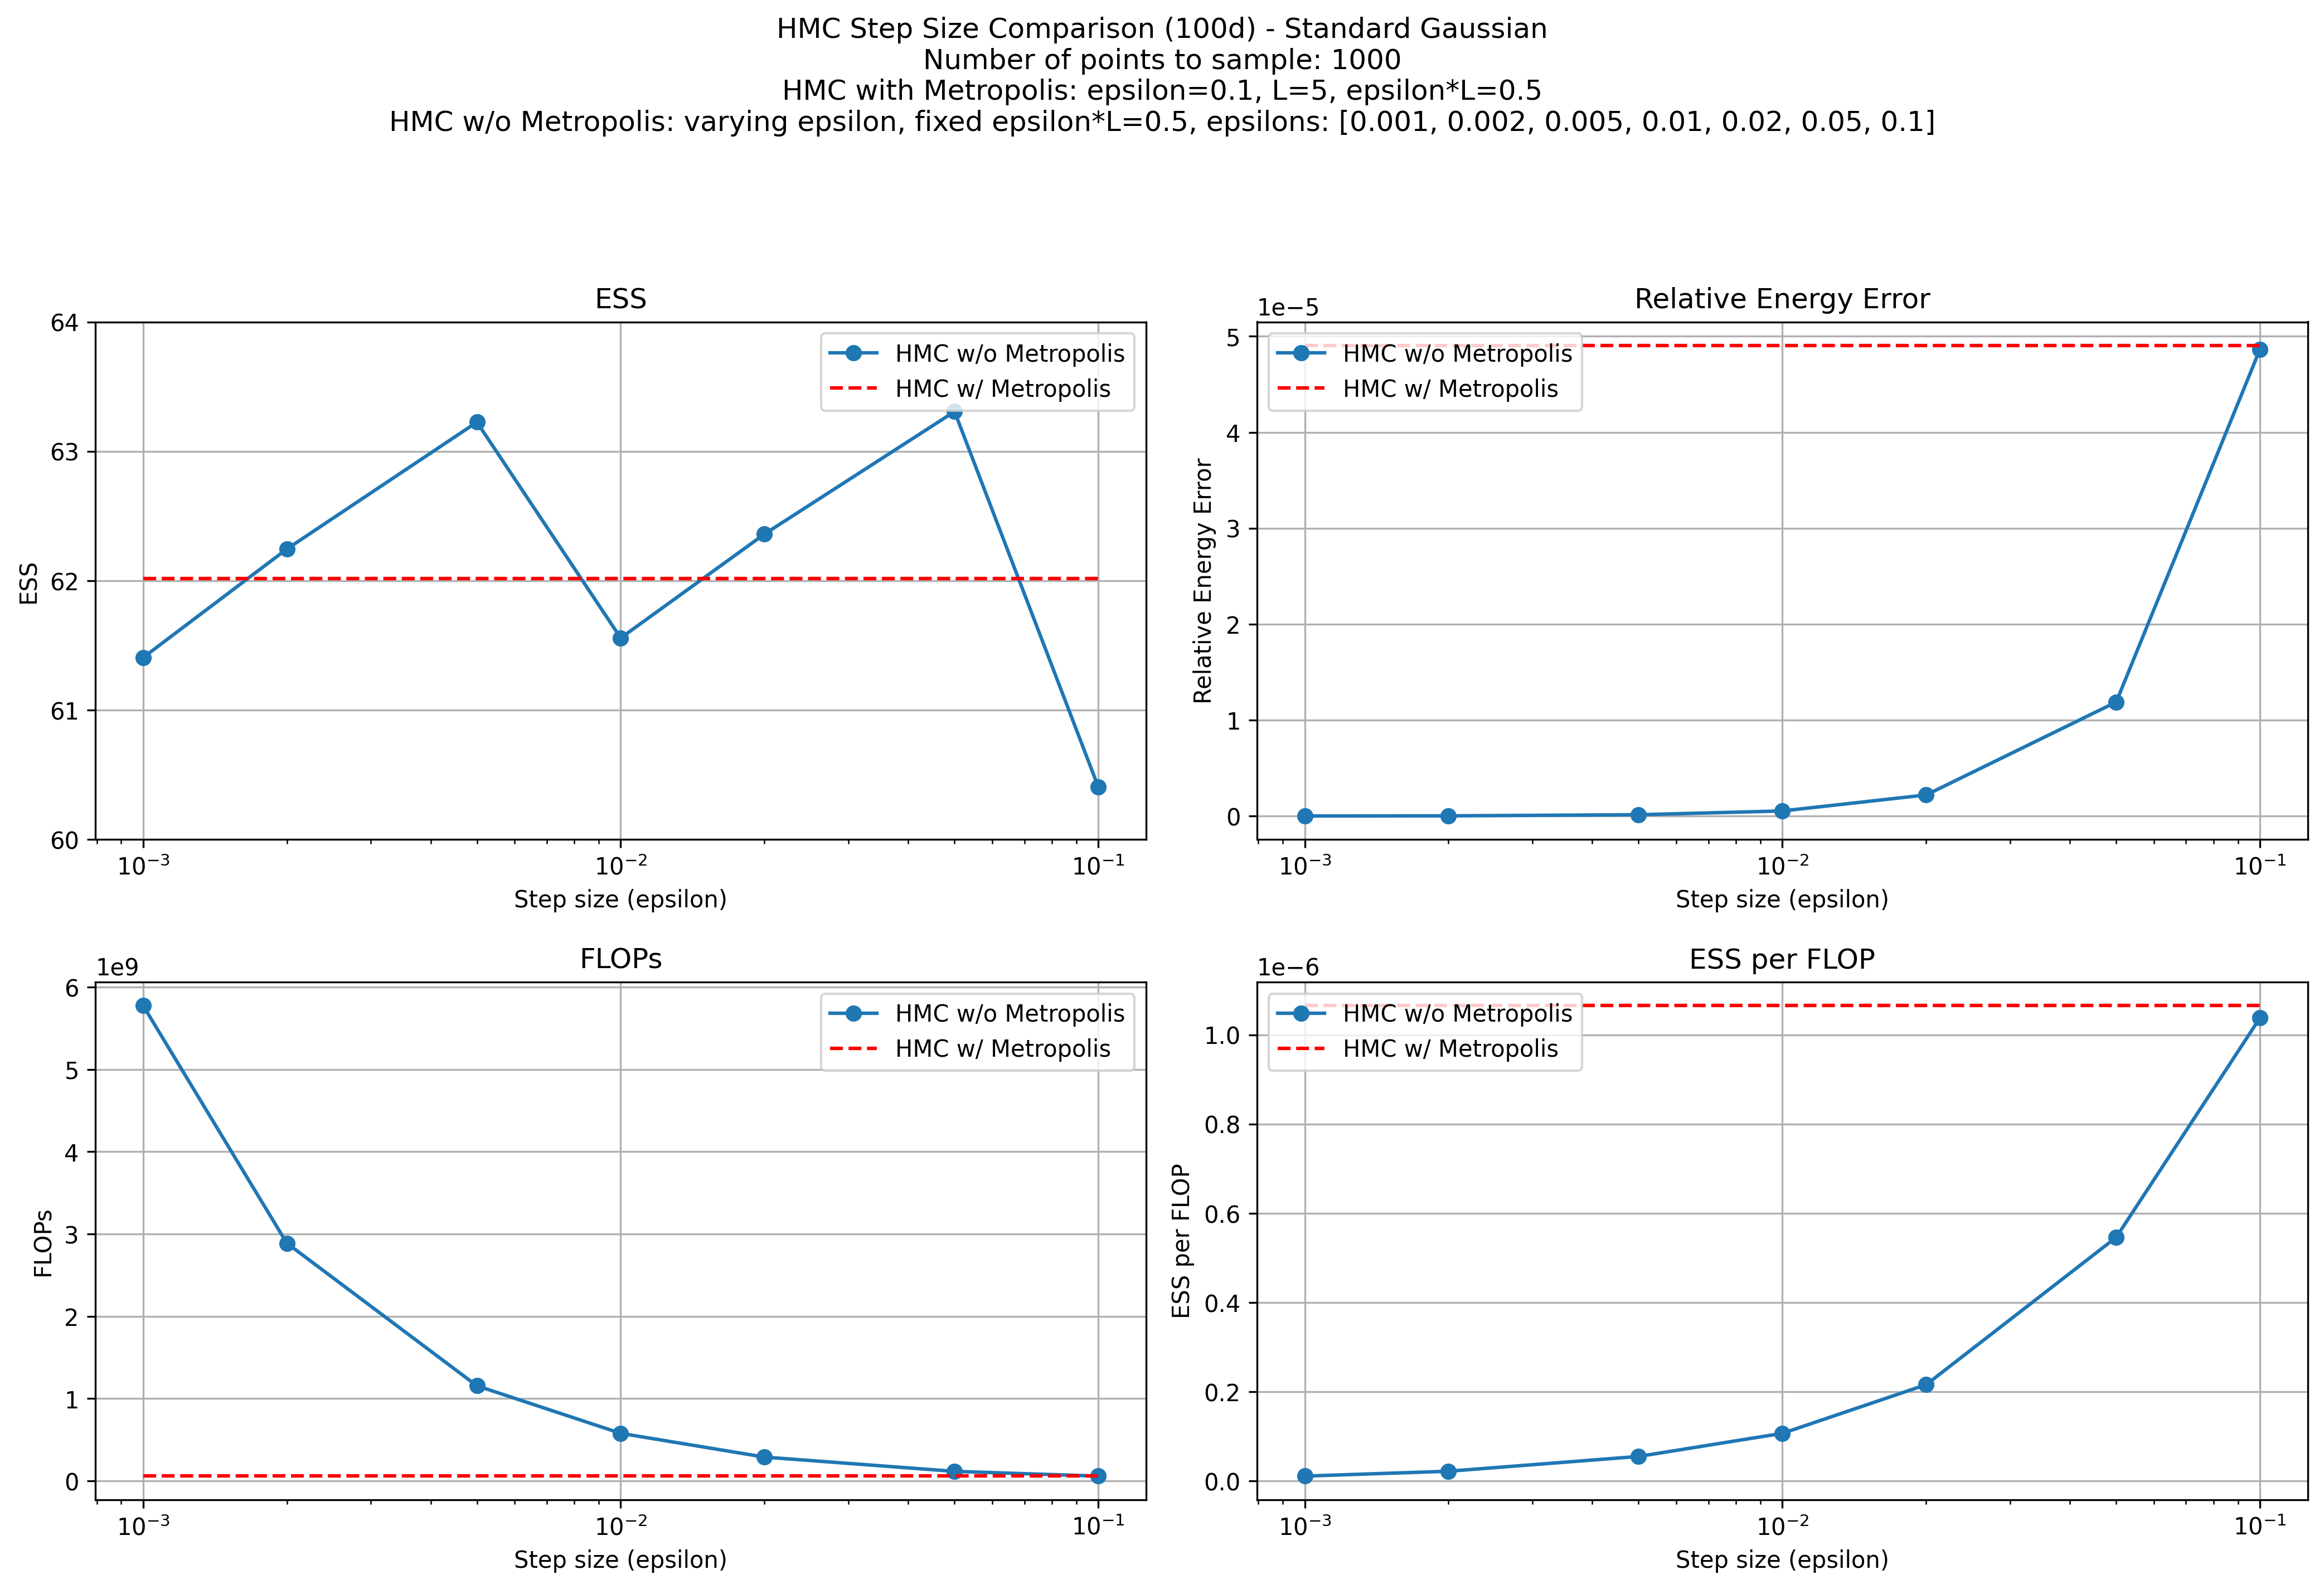 HMC Step Size Comparison (100d) - Standard Gaussian
Number of points to sample: 1000
HMC with Metropolis: epsilon=0.1, L=5, epsilon*L=0.5
HMC w/o Metropolis: varying epsilon, fixed epsilon*L=0.5, epsilons: [0.001, 0.002, 0.005, 0.01, 0.02, 0.05, 0.1]
ESS
64
63
62
61
60
ESS
HMC w/o Metropolis
HMC w/ Metropolis
10⁻³ 10⁻² 10⁻¹
Step size (epsilon)
Relative Energy Error
1e−5
5
4
3
2
1
0
Relative Energy Error
HMC w/o Metropolis
HMC w/ Metropolis
10⁻³ 10⁻² 10⁻¹
Step size (epsilon)
FLOPs
1e9
6
5
4
3
2
1
0
FLOPs
HMC w/o Metropolis
HMC w/ Metropolis
10⁻³ 10⁻² 10⁻¹
Step size (epsilon)
ESS per FLOP
1e−6
1.0
0.8
0.6
0.4
0.2
0.0
ESS per FLOP
HMC w/o Metropolis
HMC w/ Metropolis
10⁻³ 10⁻² 10⁻¹
Step size (epsilon)